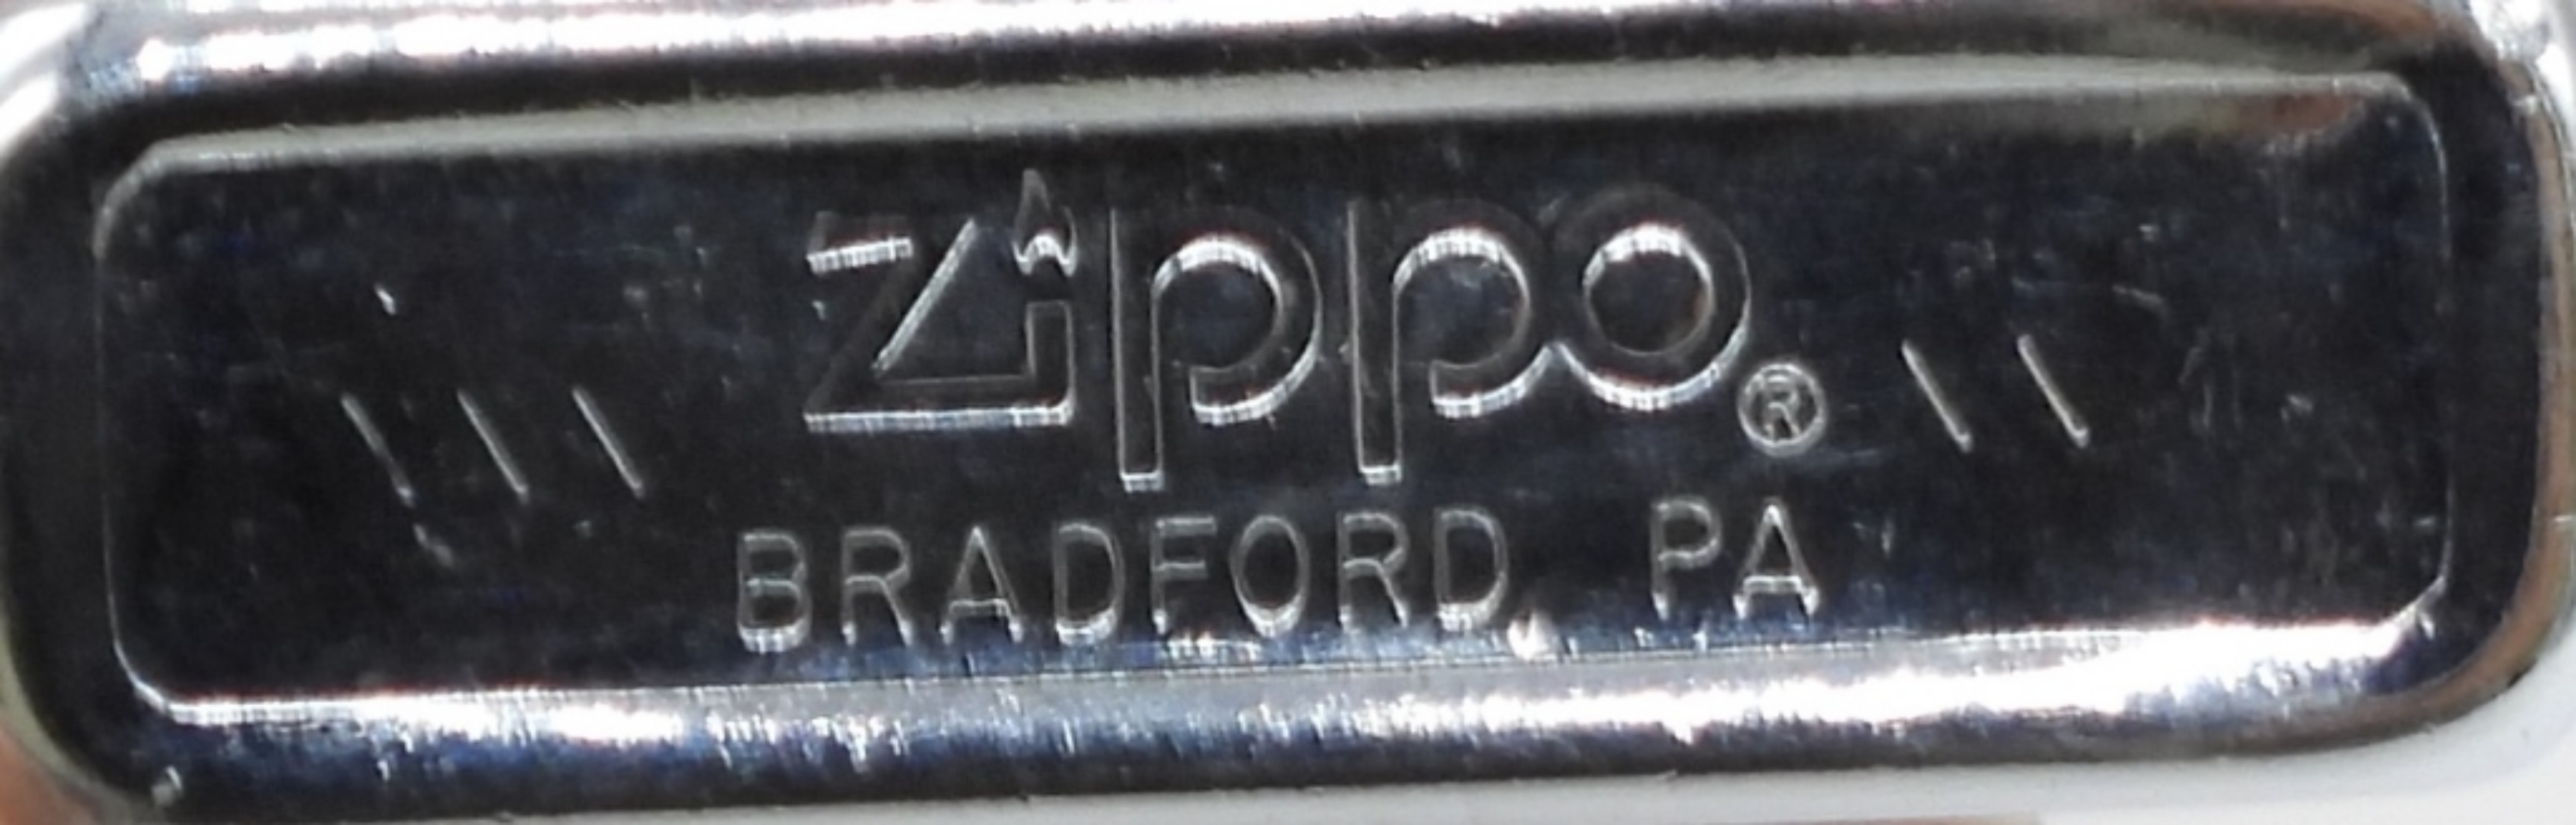 \\\ Zippo® \\
BRADFORD, PA